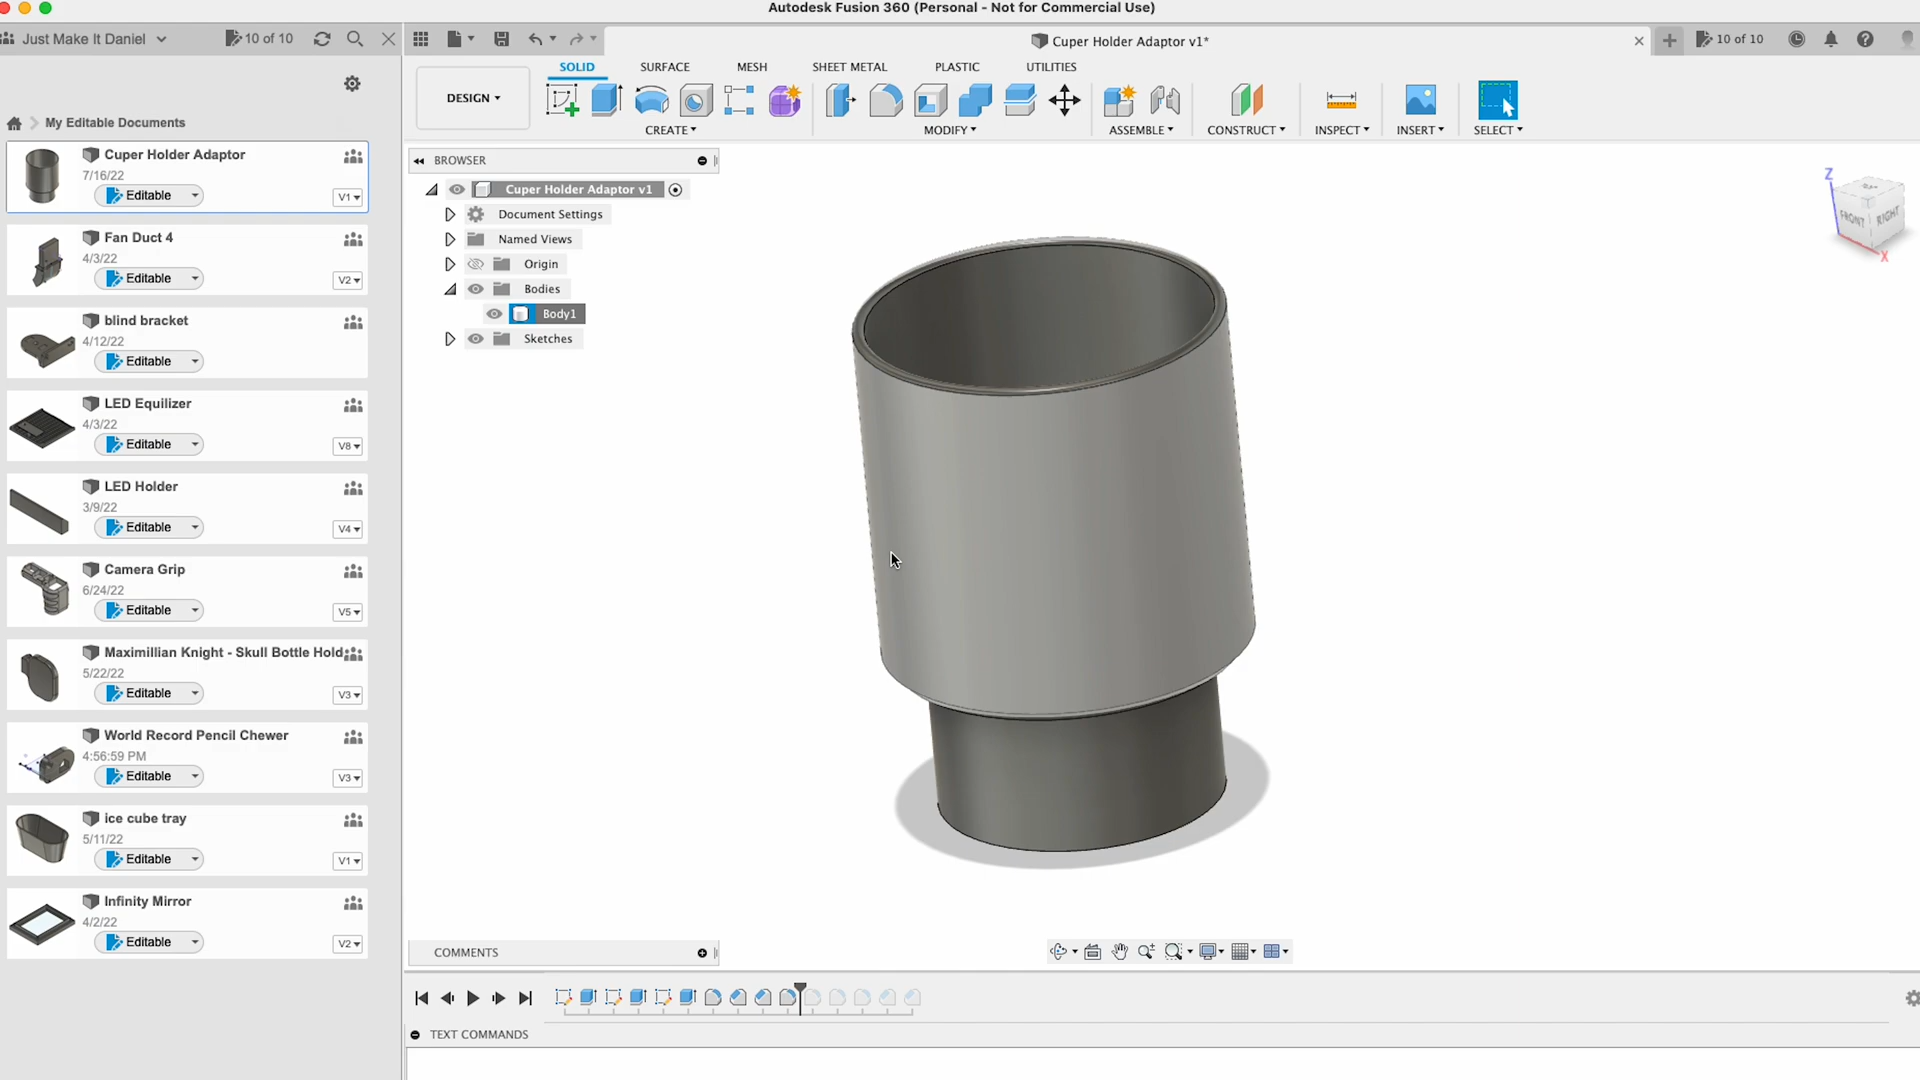 Autodesk Fusion 360 (Personal - Not for Commercial Use)
Just Make It Daniel
10 of 10
Cuper Holder Adaptor v1*
10 of 10
DESIGN
SOLID
SURFACE
MESH
SHEET METAL
PLASTIC
UTILITIES
CREATE
MODIFY
ASSEMBLE
CONSTRUCT
INSPECT
INSERT
SELECT
My Editable Documents
Cuper Holder Adaptor
7/16/22
Editable
V1
Fan Duct 4
4/3/22
Editable
V2
blind bracket
4/12/22
Editable
LED Equilizer
4/3/22
Editable
V8
LED Holder
3/9/22
Editable
V4
Camera Grip
6/24/22
Editable
V5
Maximillian Knight - Skull Bottle Hold
5/22/22
Editable
V3
World Record Pencil Chewer
4:56:59 PM
Editable
V3
ice cube tray
5/11/22
Editable
V1
Infinity Mirror
4/2/22
Editable
V2
BROWSER
Cuper Holder Adaptor v1
Document Settings
Named Views
Origin
Bodies
Body1
Sketches
Z
FRONT
RIGHT
X
COMMENTS
TEXT COMMANDS